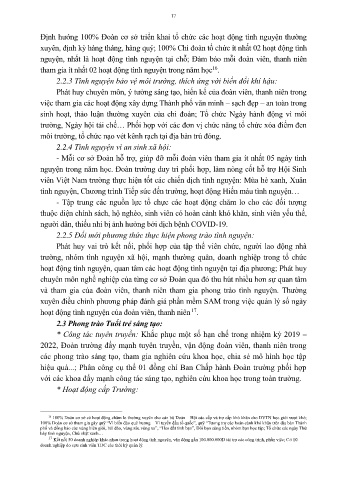 17
Định hướng 100% Đoàn cơ sở triển khai tổ chức các hoạt động tình nguyện thường
xuyên, định kỳ hàng tháng, hàng quý; 100% Chi đoàn tổ chức ít nhất 02 hoạt động tình
nguyện, nhất là hoạt động tình nguyện tại chỗ; Đảm bảo mỗi đoàn viên, thanh niên
tham gia ít nhất 02 hoạt động tình nguyện trong năm học16.
2.2.3 Tình nguyện bảo vệ môi trường, thích ứng với biến đổi khí hậu:
Phát huy chuyên môn, ý tưởng sáng tạo, hiến kế của đoàn viên, thanh niên trong
việc tham gia các hoạt động xây dựng Thành phố văn minh – sạch đẹp – an toàn trong
sinh hoạt, thảo luận thường xuyên của chi đoàn; Tổ chức Ngày hành động vì môi
trường, Ngày hội tái chế… Phối hợp với các đơn vị chức năng tổ chức xóa điểm đen
môi trường, tổ chức nạo vét kênh rạch tại địa bàn trú đóng.
2.2.4 Tình nguyện vì an sinh xã hội:
- Mỗi cơ sở Đoàn hỗ trợ, giúp đỡ mỗi đoàn viên tham gia ít nhất 05 ngày tình
nguyện trong năm học. Đoàn trường duy trì phối hợp, làm nòng cốt hỗ trợ Hội Sinh
viên Việt Nam trường thực hiện tốt các chiến dịch tình nguyện: Mùa hè xanh, Xuân
tình nguyện, Chương trình Tiếp sức đến trường, hoạt động Hiến máu tình nguyện…
- Tập trung các nguồn lực tổ chức các hoạt động chăm lo cho các đối tượng
thuộc diện chính sách, hộ nghèo, sinh viên có hoàn cảnh khó khăn, sinh viên yếu thế,
người dân, thiếu nhi bị ảnh hưởng bởi dịch bệnh COVID-19.
2.2.5 Đổi mới phương thức thực hiện phong trào tình nguyện:
Phát huy vai trò kết nối, phối hợp của tập thể viên chức, người lao động nhà
trường, nhóm tình nguyện xã hội, mạnh thường quân, doanh nghiệp trong tổ chức
hoạt động tình nguyện, quan tâm các hoạt động tình nguyện tại địa phương; Phát huy
chuyên môn nghề nghiệp của từng cơ sở Đoàn qua đó thu hút nhiều hơn sự quan tâm
và tham gia của đoàn viên, thanh niên tham gia phong trào tình nguyện. Thường
xuyên điều chỉnh phương pháp đánh giá phần mềm SAM trong việc quản lý số ngày
hoạt động tình nguyện của đoàn viên, thanh niên17.
2.3 Phong trào Tuổi trẻ sáng tạo:
* Công tác tuyên truyền: Khắc phục một số hạn chế trong nhiệm kỳ 2019 –
2022, Đoàn trường đẩy mạnh tuyên truyền, vận động đoàn viên, thanh niên trong
các phong trào sáng tạo, tham gia nghiên cứu khoa học, chia sẻ mô hình học tập
hiệu quả...; Phân công cụ thể 01 đồng chí Ban Chấp hành Đoàn trường phối hợp
với các khoa đẩy mạnh công tác sáng tạo, nghiên cứu khoa học trong toàn trường.
* Hoạt động cấp Trường: